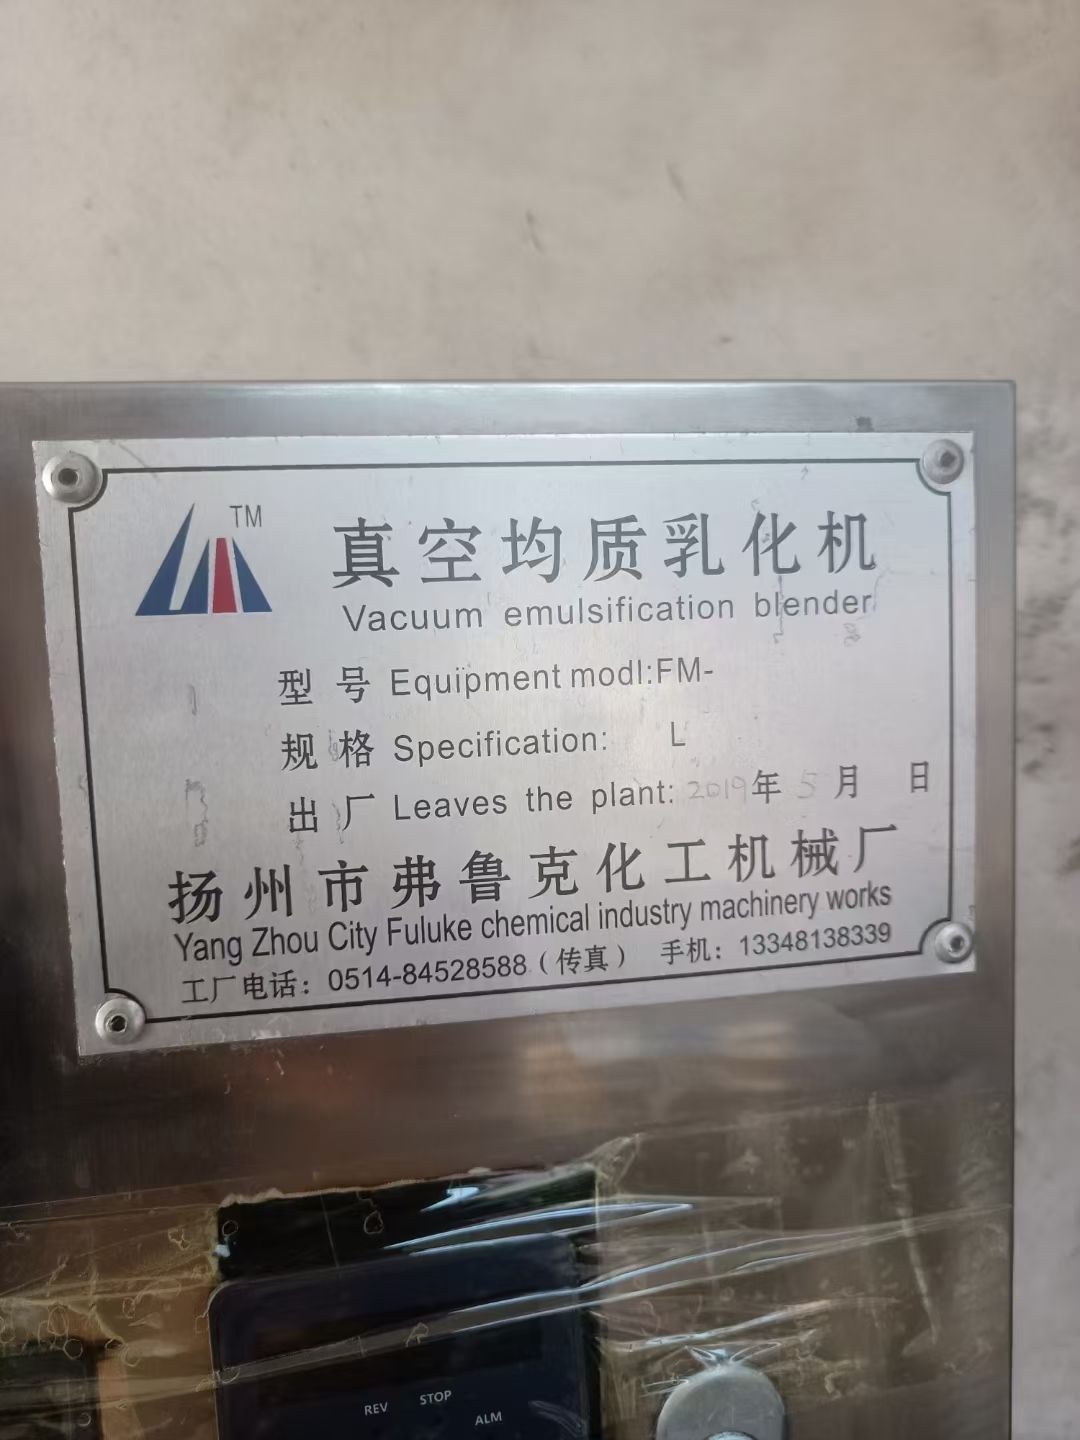 TM
真空均质乳化机
Vacuum emulsification blender
型 号 Equipment modl:FM-
规 格 Specification: L
出 厂 Leaves the plant: 2019年 5月 日
扬州市弗鲁克化工机械厂
Yang Zhou City Fuluke chemical industry machinery works
工厂电话：0514-84528588（传真） 手机：13348138339
REV STOP
ALM